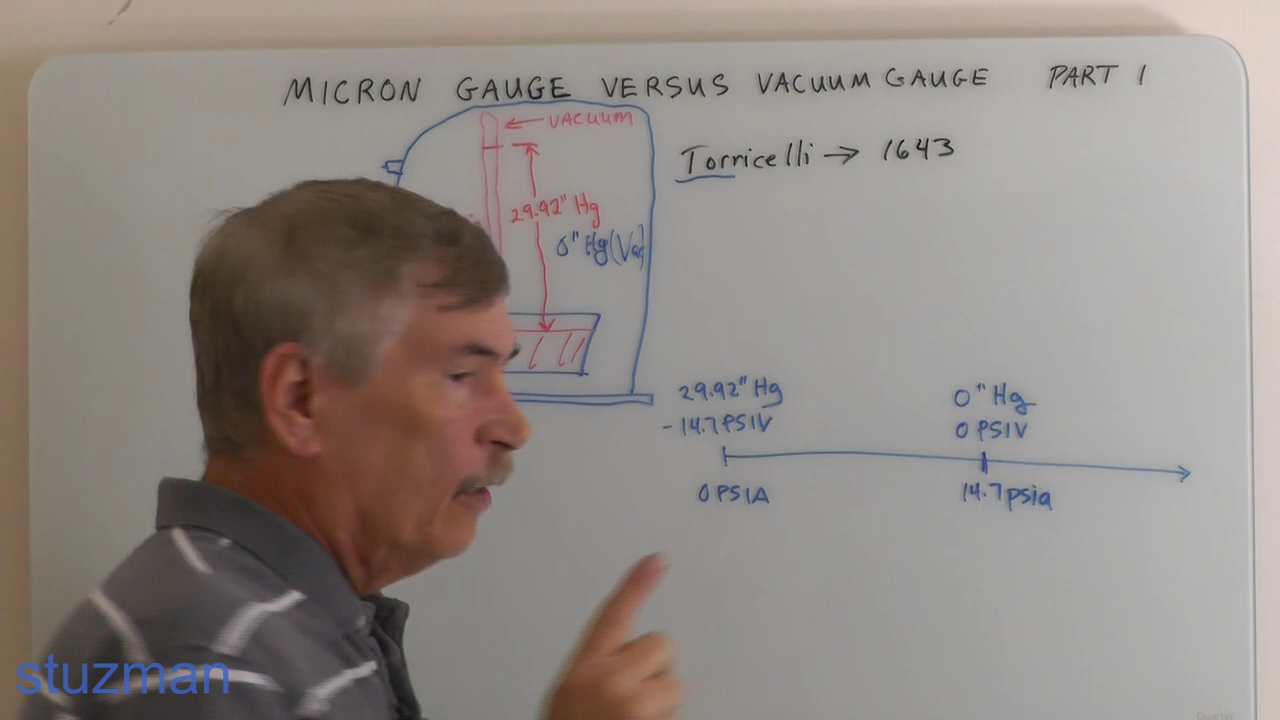 MICRON GAUGE VERSUS VACUUM GAUGE PART 1
VACUUM
Torricelli → 1643
29.92" Hg
0" Hg (Vac)
29.92" Hg
-14.7 PSIV
0" Hg
0 PSIV
0 PSIA
14.7 psia
stuzman